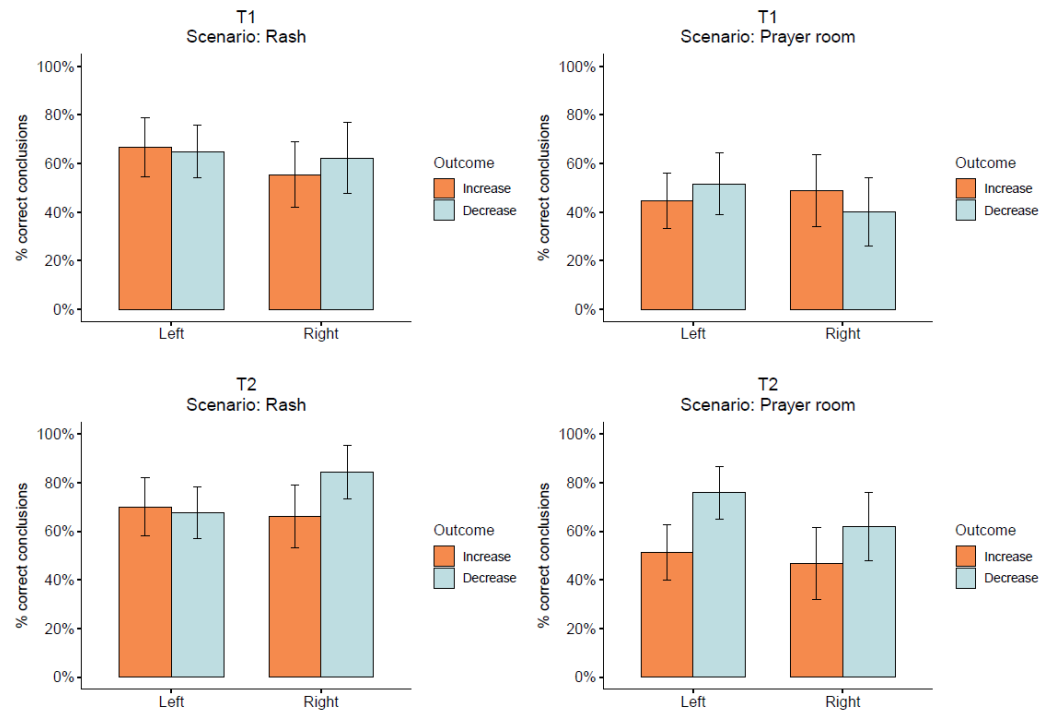 T1
Scenario: Rash
100%
80%
60%
40%
20%
0%
% correct conclusions
Left
Right
Outcome
Increase
Decrease
T1
Scenario: Prayer room
100%
80%
60%
40%
20%
0%
% correct conclusions
Left
Right
Outcome
Increase
Decrease
T2
Scenario: Rash
100%
80%
60%
40%
20%
0%
% correct conclusions
Left
Right
Outcome
Increase
Decrease
T2
Scenario: Prayer room
100%
80%
60%
40%
20%
0%
% correct conclusions
Left
Right
Outcome
Increase
Decrease